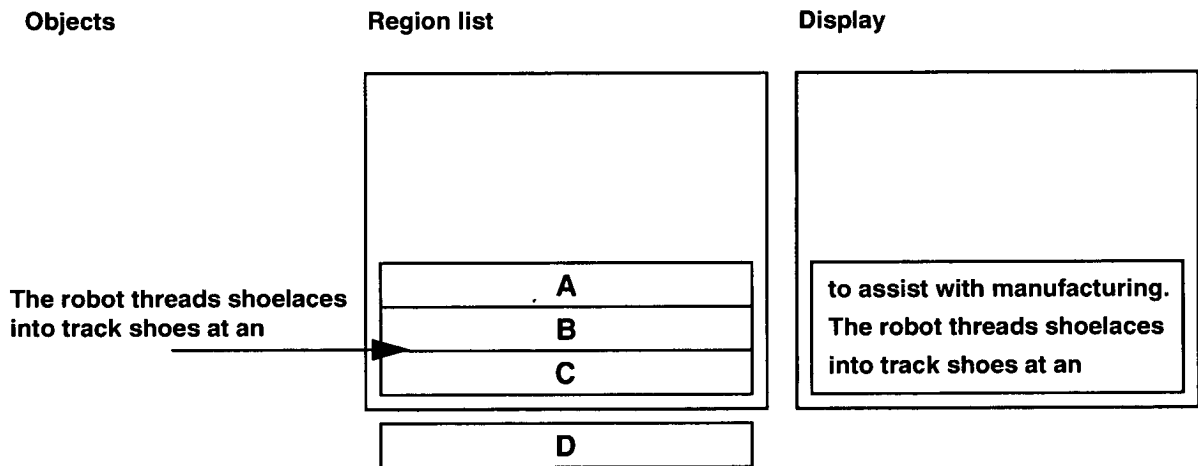 Objects
Region list
Display
The robot threads shoelaces
into track shoes at an
A
B
C
D
to assist with manufacturing.
The robot threads shoelaces
into track shoes at an